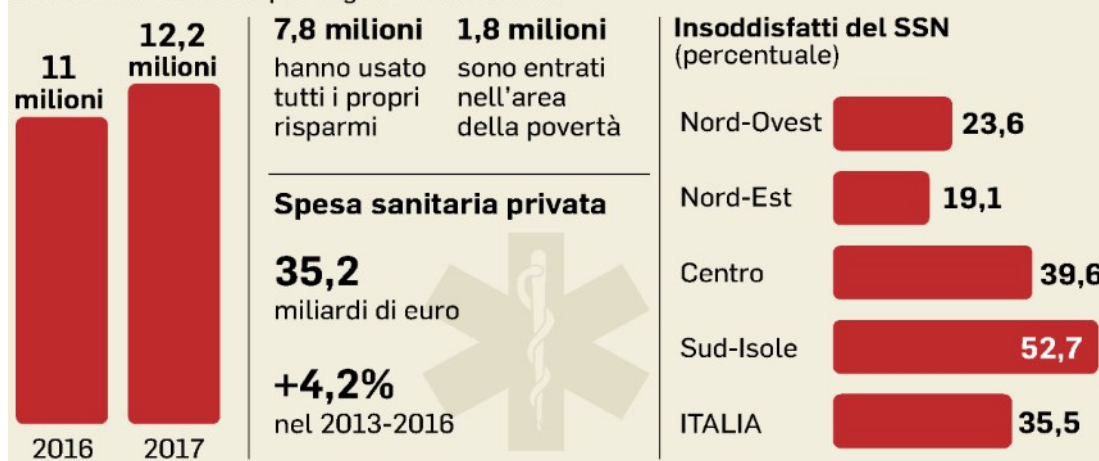 11
milioni
12,2
milioni
2016
2017
7,8 milioni
hanno usato
tutti i propri
risparmi
1,8 milioni
sono entrati
nell'area
della povertà
Spesa sanitaria privata
35,2
miliardi di euro
+4,2%
nel 2013-2016
Insoddisfatti del SSN
(percentuale)
Nord-Ovest 23,6
Nord-Est 19,1
Centro 39,6
Sud-Isole 52,7
ITALIA 35,5